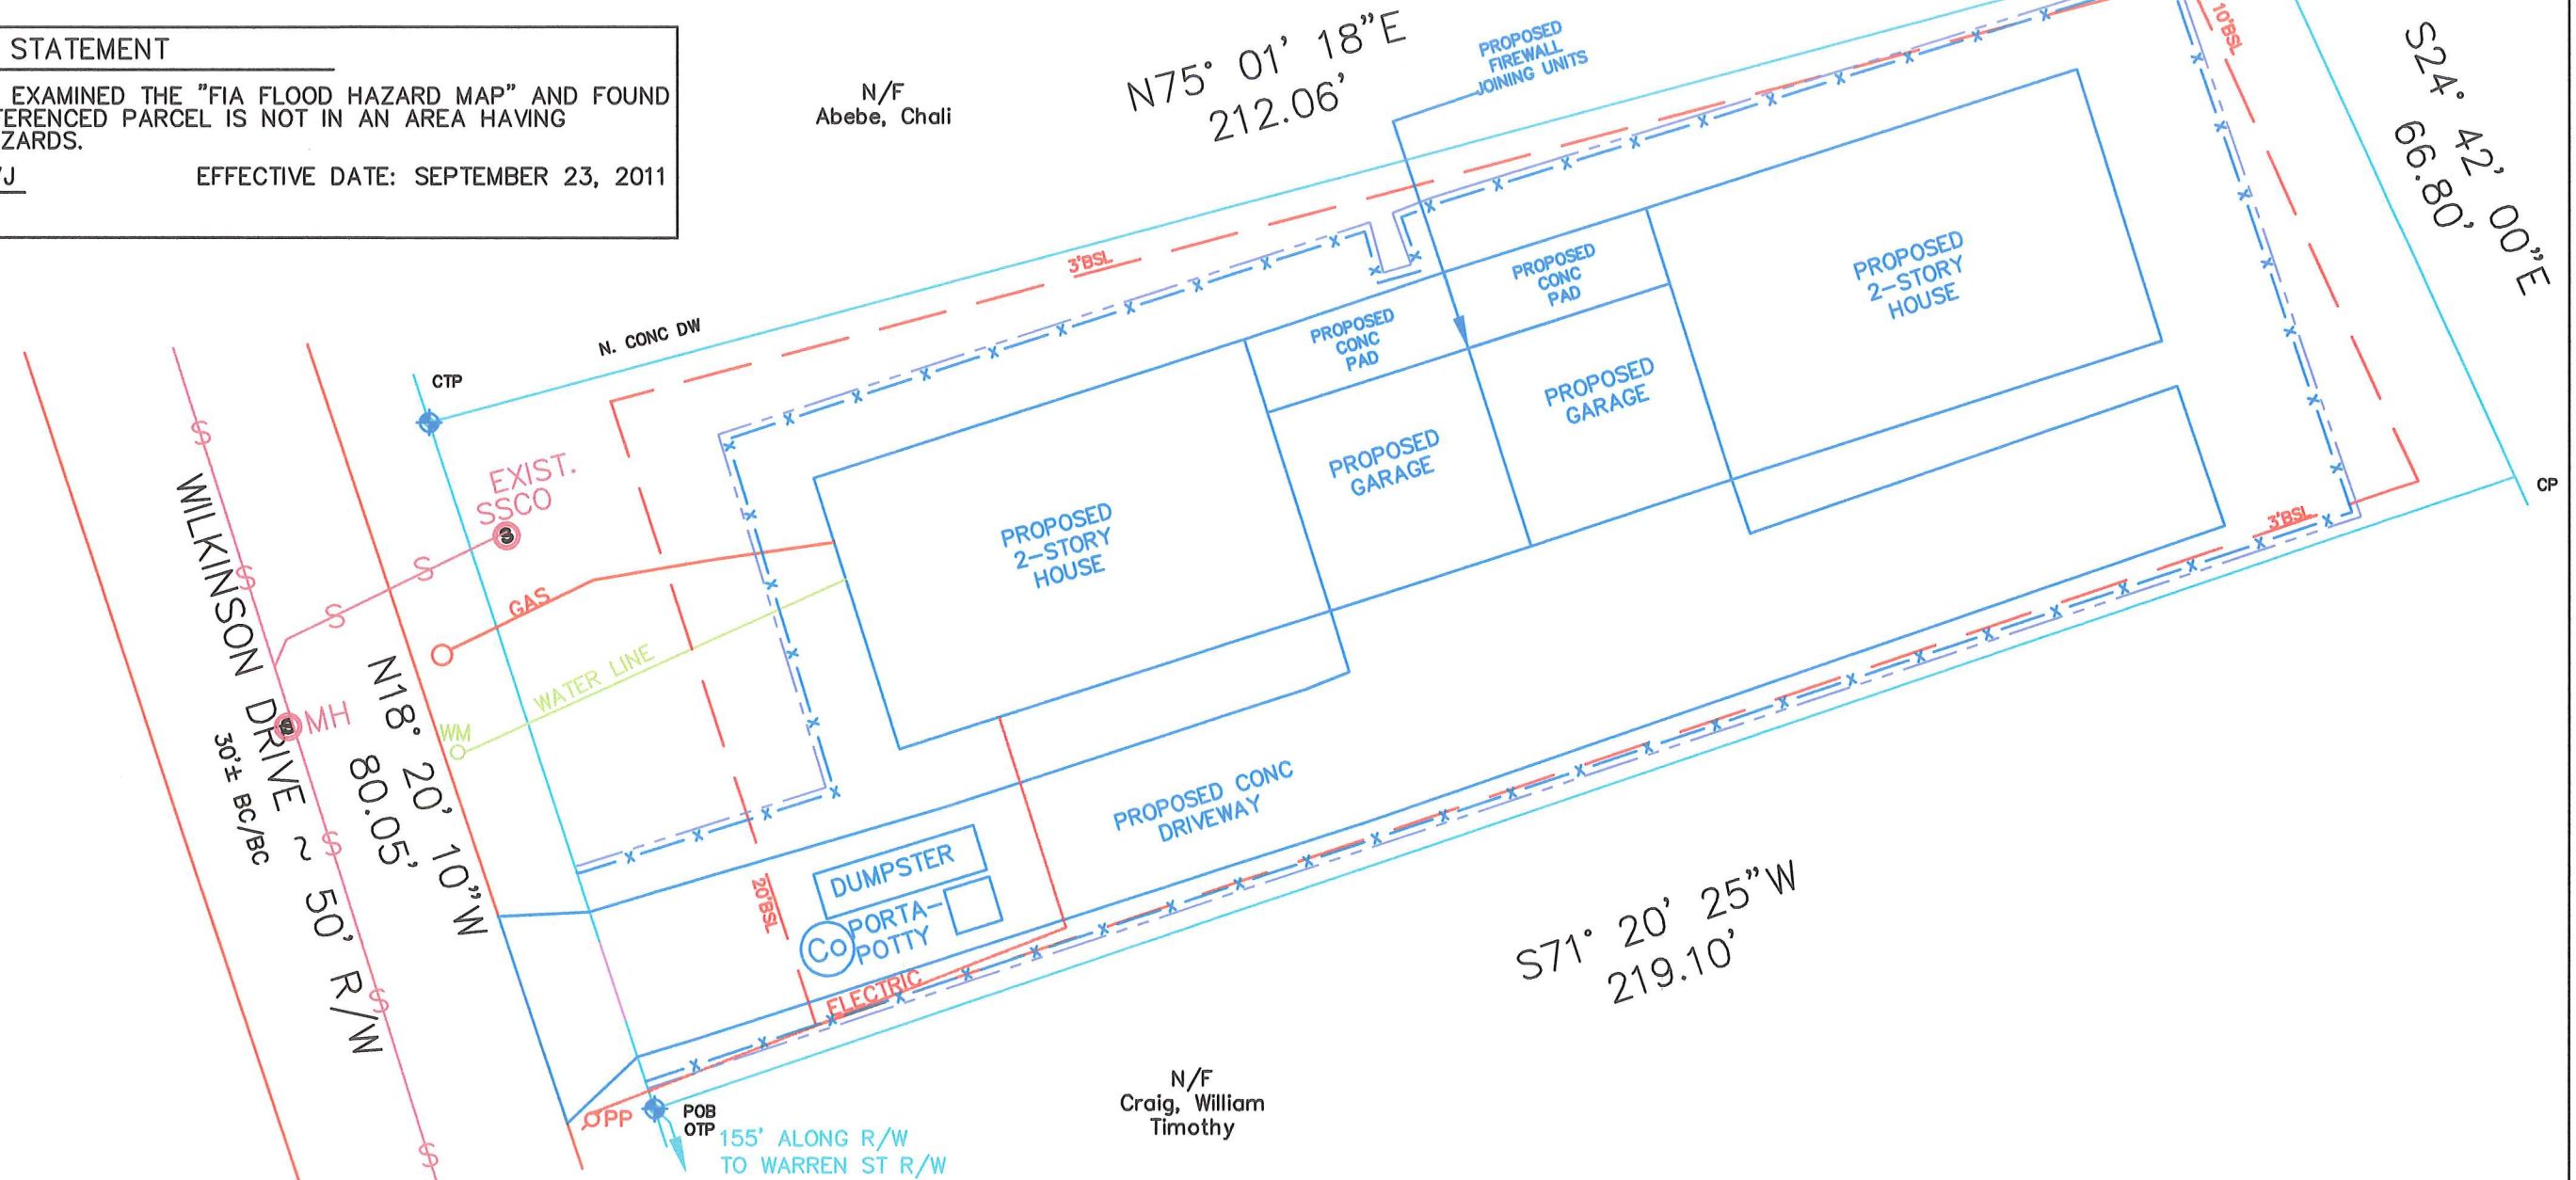 STATEMENT
EXAMINED THE "FIA FLOOD HAZARD MAP" AND FOUND
ERENCED PARCEL IS NOT IN AN AREA HAVING
ZARDS.
J EFFECTIVE DATE: SEPTEMBER 23, 2011
N/F
Abebe, Chali
N75° 01' 18"E
212.06'
PROPOSED
FIREWALL
JOINING UNITS
10'BSL
S24° 42' 00"E
66.80'
3'BSL
N. CONC DW
CTP
EXIST.
SSCO
GAS
WATER LINE
WM
MH
WILKINSON DRIVE ~ 50' R/W
30'± BC/BC
N18° 20' 10"W
80.05'
PROPOSED
2-STORY
HOUSE
PROPOSED
CONC
PAD
PROPOSED
CONC
PAD
PROPOSED
GARAGE
PROPOSED
GARAGE
PROPOSED
2-STORY
HOUSE
3'BSL
CP
PROPOSED CONC
DRIVEWAY
20'BSL
DUMPSTER
PORTA-
POTTY
Co
ELECTRIC
PP
POB
OTP
155' ALONG R/W
TO WARREN ST R/W
N/F
Craig, William
Timothy
S71° 20' 25"W
219.10'
S
S
S
S
S
S
S